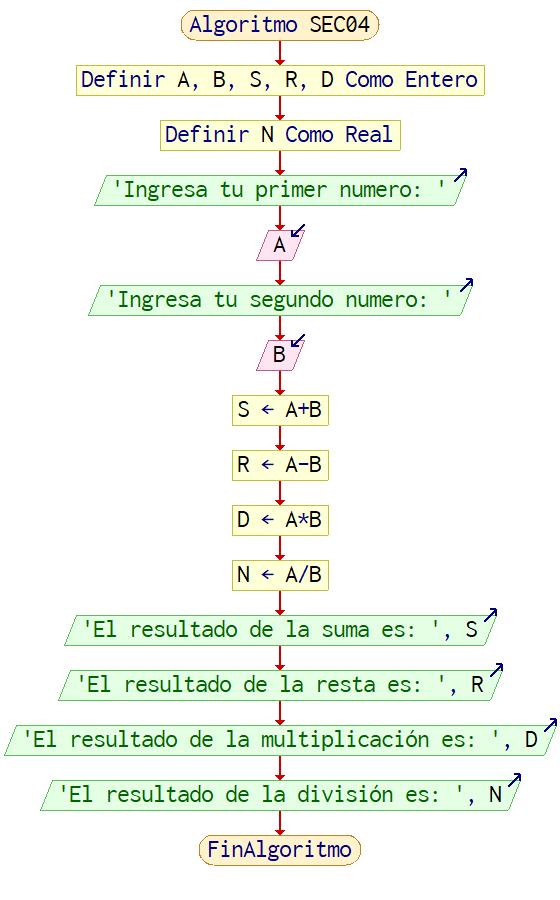 Algoritmo SEC04
Definir A, B, S, R, D Como Entero
Definir N Como Real
'Ingresa tu primer numero: '
A
'Ingresa tu segundo numero: '
B
S ← A+B
R ← A-B
D ← A*B
N ← A/B
'El resultado de la suma es: ', S
'El resultado de la resta es: ', R
'El resultado de la multiplicación es: ', D
'El resultado de la división es: ', N
FinAlgoritmo